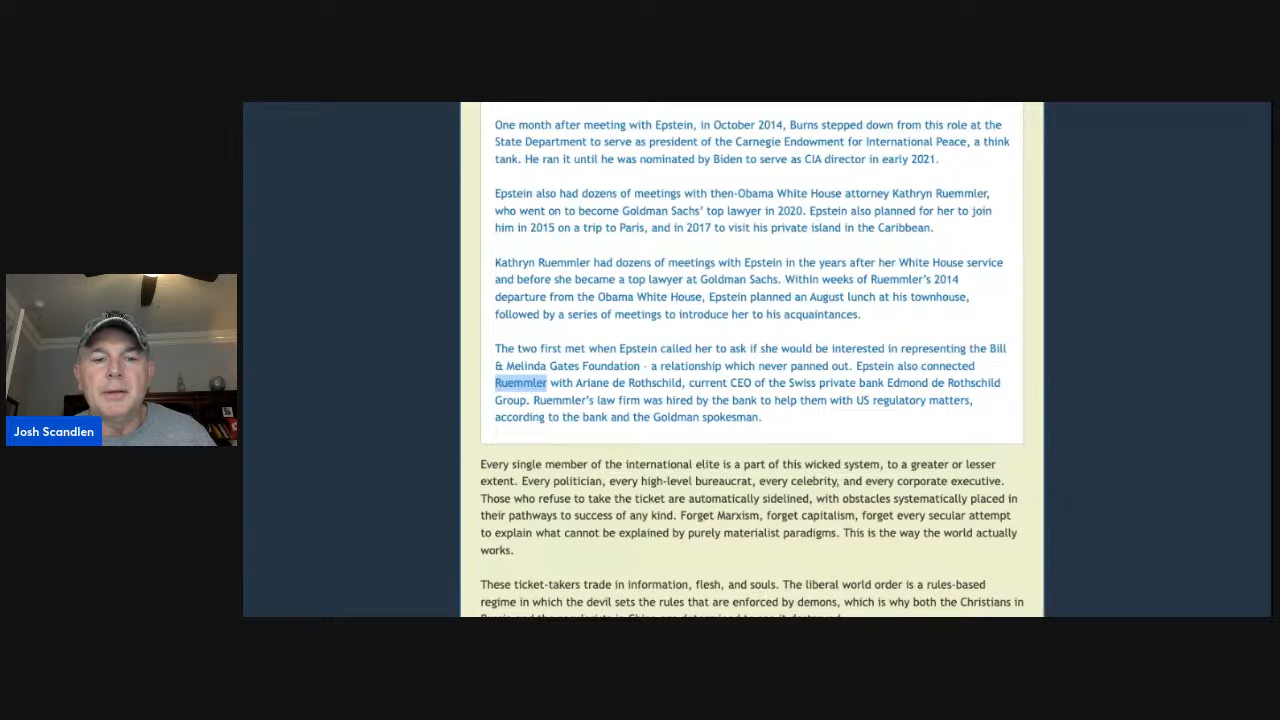 One month after meeting with Epstein, in October 2014, Burns stepped down from this role at the
State Department to serve as president of the Carnegie Endowment for International Peace, a think
tank. He ran it until he was nominated by Biden to serve as CIA director in early 2021.
Epstein also had dozens of meetings with then-Obama White House attorney Kathryn Ruemmler,
who went on to become Goldman Sachs' top lawyer in 2020. Epstein also planned for her to join
him in 2015 on a trip to Paris, and in 2017 to visit his private island in the Caribbean.
Kathryn Ruemmler had dozens of meetings with Epstein in the years after her White House service
and before she became a top lawyer at Goldman Sachs. Within weeks of Ruemmler's 2014
departure from the Obama White House, Epstein planned an August lunch at his townhouse,
followed by a series of meetings to introduce her to his acquaintances.
The two first met when Epstein called her to ask if she would be interested in representing the Bill
& Melinda Gates Foundation - a relationship which never panned out. Epstein also connected
Ruemmler with Ariane de Rothschild, current CEO of the Swiss private bank Edmond de Rothschild
Group. Ruemmler's law firm was hired by the bank to help them with US regulatory matters,
according to the bank and the Goldman spokesman.
Every single member of the international elite is a part of this wicked system, to a greater or lesser
extent. Every politician, every high-level bureaucrat, every celebrity, and every corporate executive.
Those who refuse to take the ticket are automatically sidelined, with obstacles systematically placed in
their pathways to success of any kind. Forget Marxism, forget capitalism, forget every secular attempt
to explain what cannot be explained by purely materialist paradigms. This is the way the world actually
works.
These ticket-takers trade in information, flesh, and souls. The liberal world order is a rules-based
regime in which the devil sets the rules that are enforced by demons, which is why both the Christians in
Josh Scandlen